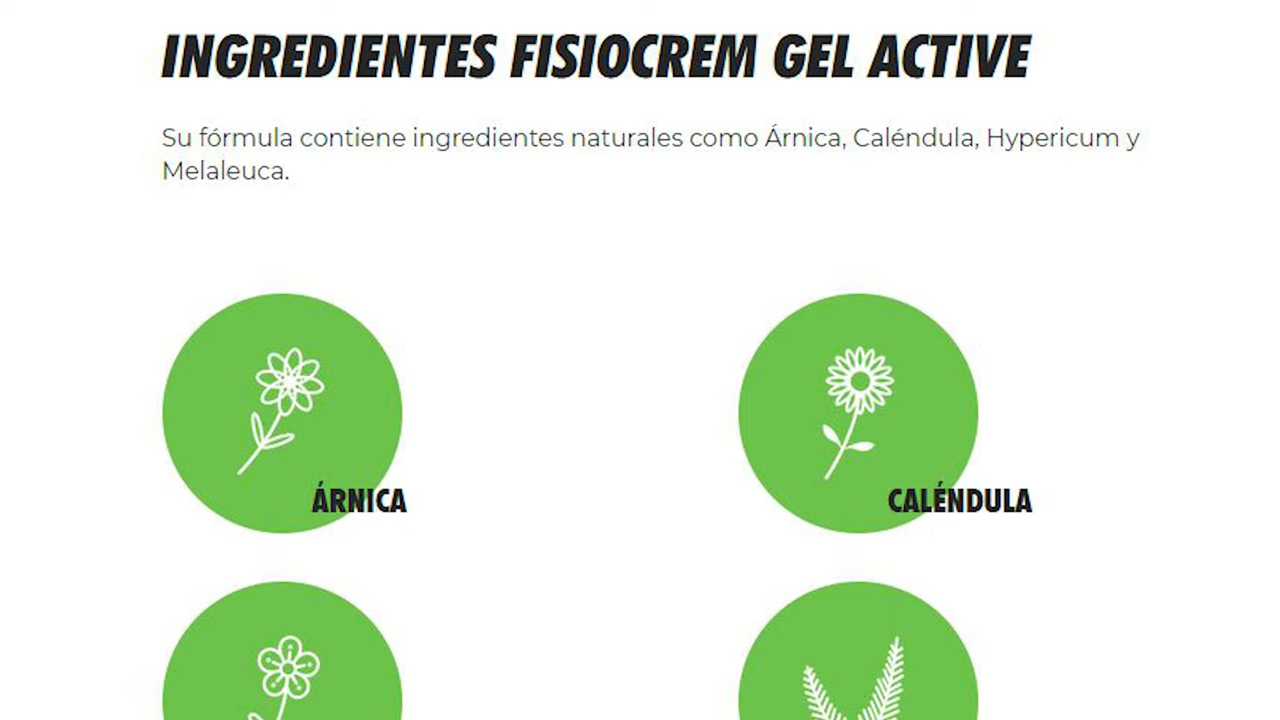 INGREDIENTES FISIOCREM GEL ACTIVE
Su fórmula contiene ingredientes naturales como Árnica, Caléndula, Hypericum y
Melaleuca.
ÁRNICA
CALÉNDULA